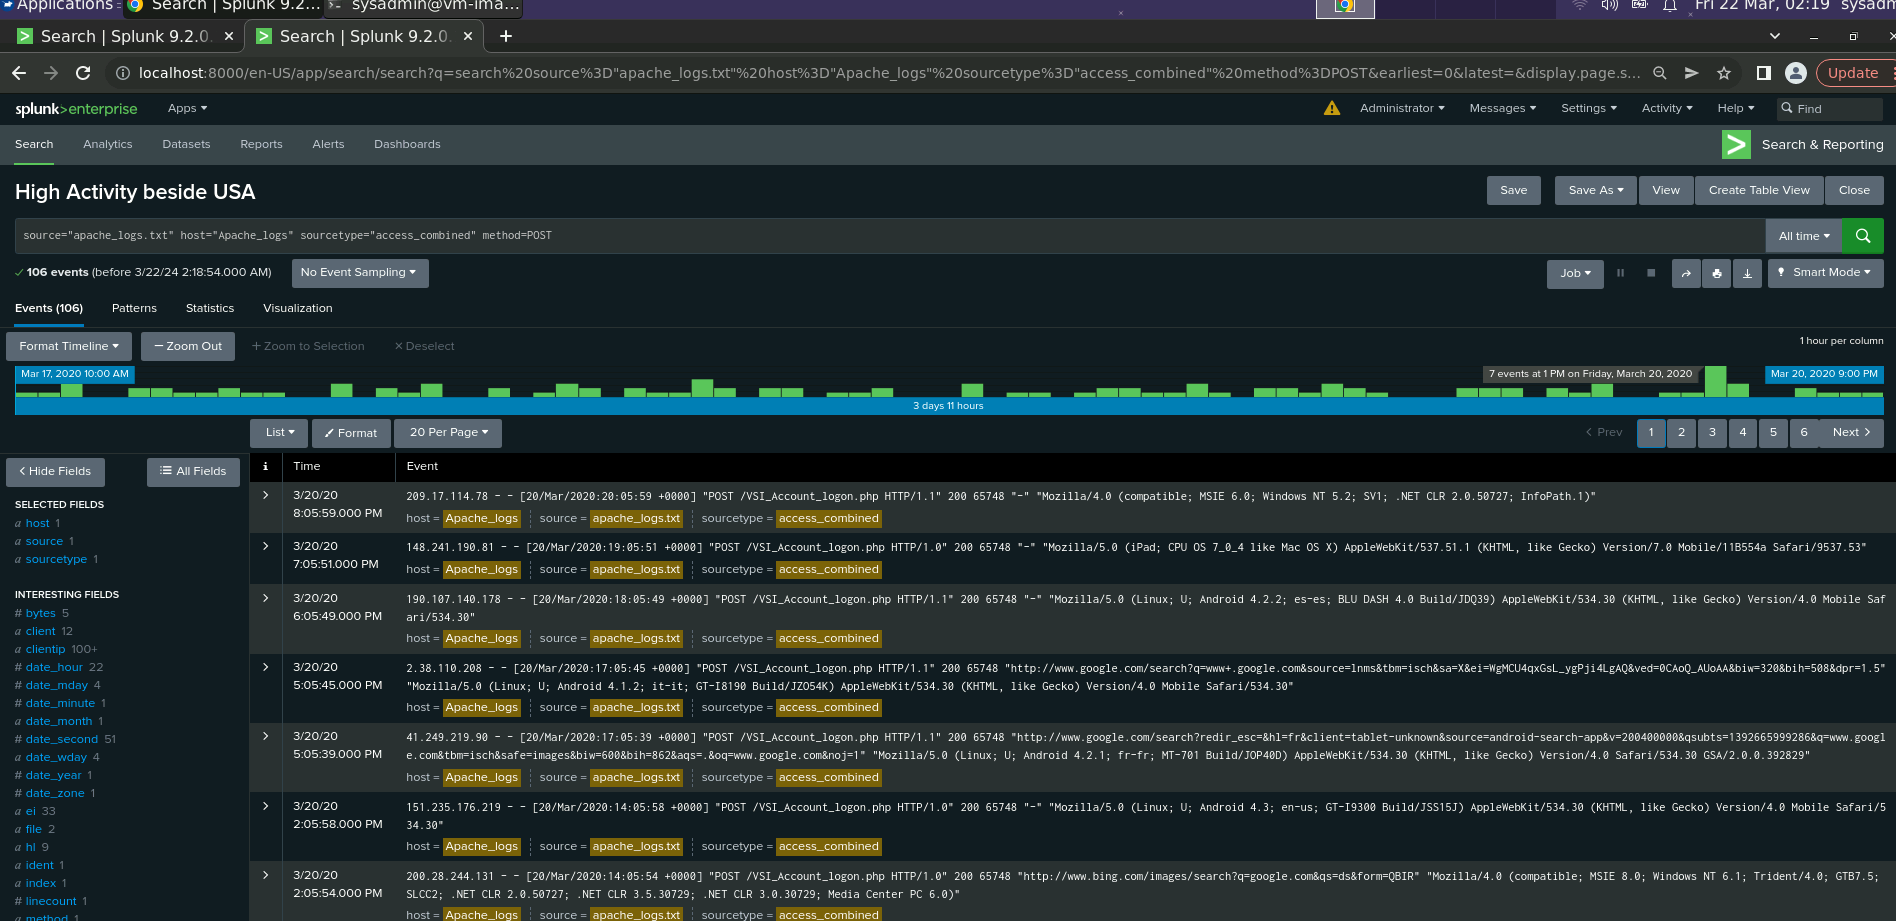 Applications
Search | Splunk 9.2....
sysadmin@vm-ima...
Fri 22 Mar, 02:19 sysadm
Search | Splunk 9.2.0.
Search | Splunk 9.2.0.
localhost:8000/en-US/app/search/search?q=search%20source%3D"apache_logs.txt"%20host%3D"Apache_logs"%20sourcetype%3D"access_combined"%20method%3DPOST&earliest=0&latest=&display.page.s...
Update
splunk>enterprise
Apps
Administrator
Messages
Settings
Activity
Help
Find
Search
Analytics
Datasets
Reports
Alerts
Dashboards
Search & Reporting
High Activity beside USA
Save
Save As
View
Create Table View
Close
source="apache_logs.txt" host="Apache_logs" sourcetype="access_combined" method=POST
All time
106 events (before 3/22/24 2:18:54.000 AM)
No Event Sampling
Job
Smart Mode
Events (106)
Patterns
Statistics
Visualization
Format Timeline
— Zoom Out
+ Zoom to Selection
× Deselect
1 hour per column
Mar 17, 2020 10:00 AM
7 events at 1 PM on Friday, March 20, 2020
Mar 20, 2020 9:00 PM
3 days 11 hours
List
Format
20 Per Page
< Prev
1
2
3
4
5
6
Next >
< Hide Fields
All Fields
i
Time
Event
SELECTED FIELDS
a host 1
a source 1
a sourcetype 1
INTERESTING FIELDS
# bytes 5
a client 12
a clientip 100+
# date_hour 22
# date_mday 4
# date_minute 1
a date_month 1
# date_second 51
a date_wday 4
# date_year 1
# date_zone 1
a ei 33
a file 2
a hl 9
a ident 1
a index 1
# linecount 1
a method 1
3/20/20
8:05:59.000 PM
209.17.114.78 - - [20/Mar/2020:20:05:59 +0000] "POST /VSI_Account_logon.php HTTP/1.1" 200 65748 "-" "Mozilla/4.0 (compatible; MSIE 6.0; Windows NT 5.2; SV1; .NET CLR 2.0.50727; InfoPath.1)"
host = Apache_logs source = apache_logs.txt sourcetype = access_combined
3/20/20
7:05:51.000 PM
148.241.190.81 - - [20/Mar/2020:19:05:51 +0000] "POST /VSI_Account_logon.php HTTP/1.0" 200 65748 "-" "Mozilla/5.0 (iPad; CPU OS 7_0_4 like Mac OS X) AppleWebKit/537.51.1 (KHTML, like Gecko) Version/7.0 Mobile/11B554a Safari/9537.53"
host = Apache_logs source = apache_logs.txt sourcetype = access_combined
3/20/20
6:05:49.000 PM
190.107.140.178 - - [20/Mar/2020:18:05:49 +0000] "POST /VSI_Account_logon.php HTTP/1.1" 200 65748 "-" "Mozilla/5.0 (Linux; U; Android 4.2.2; es-es; BLU DASH 4.0 Build/JDQ39) AppleWebKit/534.30 (KHTML, like Gecko) Version/4.0 Mobile Saf
ari/534.30"
host = Apache_logs source = apache_logs.txt sourcetype = access_combined
3/20/20
5:05:45.000 PM
2.38.110.208 - - [20/Mar/2020:17:05:45 +0000] "POST /VSI_Account_logon.php HTTP/1.1" 200 65748 "http://www.google.com/search?q=www+.google.com&source=lnms&tbm=isch&sa=X&ei=WgMCU4qxGsL_ygPji4LgAQ&ved=0CAoQ_AUoAA&biw=320&bih=508&dpr=1.5"
"Mozilla/5.0 (Linux; U; Android 4.1.2; it-it; GT-I8190 Build/JZO54K) AppleWebKit/534.30 (KHTML, like Gecko) Version/4.0 Mobile Safari/534.30"
host = Apache_logs source = apache_logs.txt sourcetype = access_combined
3/20/20
5:05:39.000 PM
41.249.219.90 - - [20/Mar/2020:17:05:39 +0000] "POST /VSI_Account_logon.php HTTP/1.1" 200 65748 "http://www.google.com/search?redir_esc=&hl=fr&client=tablet-unknown&source=android-search-app&v=200400000&qsubts=1392665999286&q=www.googl
e.com&tbm=isch&safe=images&biw=600&bih=862&aqs=.&oq=www.google.com&noj=1" "Mozilla/5.0 (Linux; U; Android 4.2.1; fr-fr; MT-701 Build/JOP40D) AppleWebKit/534.30 (KHTML, like Gecko) Version/4.0 Safari/534.30 GSA/2.0.0.392829"
host = Apache_logs source = apache_logs.txt sourcetype = access_combined
3/20/20
2:05:58.000 PM
151.235.176.219 - - [20/Mar/2020:14:05:58 +0000] "POST /VSI_Account_logon.php HTTP/1.0" 200 65748 "-" "Mozilla/5.0 (Linux; U; Android 4.3; en-us; GT-I9300 Build/JSS15J) AppleWebKit/534.30 (KHTML, like Gecko) Version/4.0 Mobile Safari/5
34.30"
host = Apache_logs source = apache_logs.txt sourcetype = access_combined
3/20/20
2:05:54.000 PM
200.28.244.131 - - [20/Mar/2020:14:05:54 +0000] "POST /VSI_Account_logon.php HTTP/1.0" 200 65748 "http://www.bing.com/images/search?q=google.com&qs=ds&form=QBIR" "Mozilla/4.0 (compatible; MSIE 8.0; Windows NT 6.1; Trident/4.0; GTB7.5;
SLCC2; .NET CLR 2.0.50727; .NET CLR 3.5.30729; .NET CLR 3.0.30729; Media Center PC 6.0)"
host = Apache_logs source = apache_logs.txt sourcetype = access_combined